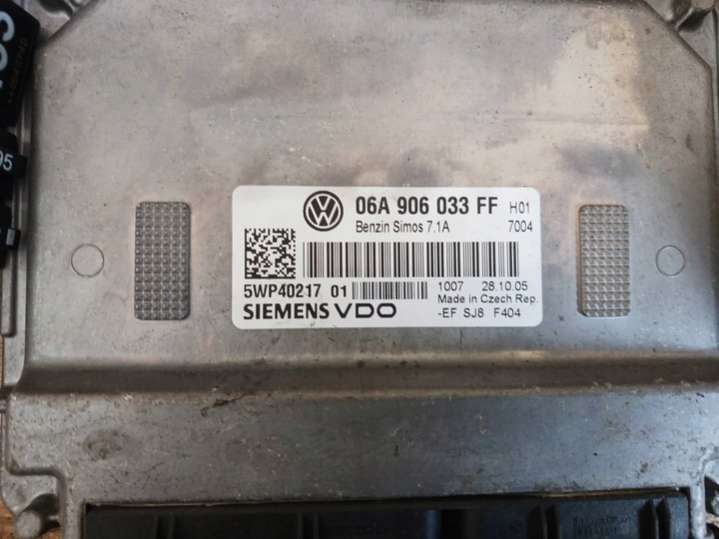 06A 906 033 FF H01
Benzin Simos 7.1A 7004
5WP40217 01
1007 28.10.05
Made in Czech Rep.
SIEMENS VDO -EF SJ8 F404
95